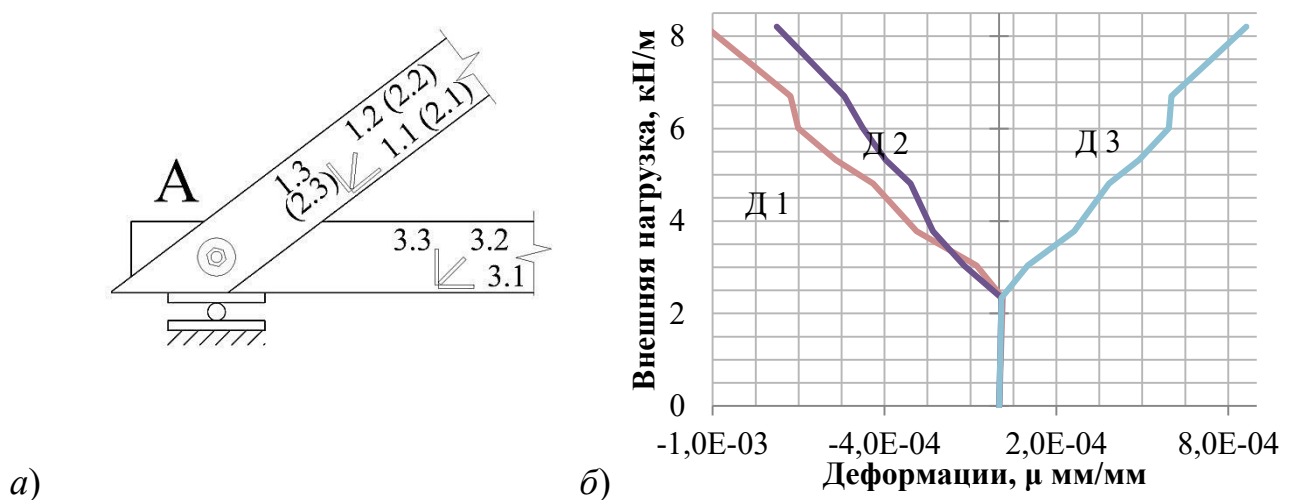 А
1.2 (2.2)
1.1 (2.1)
1.3
(2.3)
3.3
3.2
3.1
а)
Внешняя нагрузка, кН/м
8
6
4
2
0
Д 1
Д 2
Д 3
-1,0E-03
-4,0E-04
2,0E-04
8,0E-04
Деформации, μ мм/мм
б)